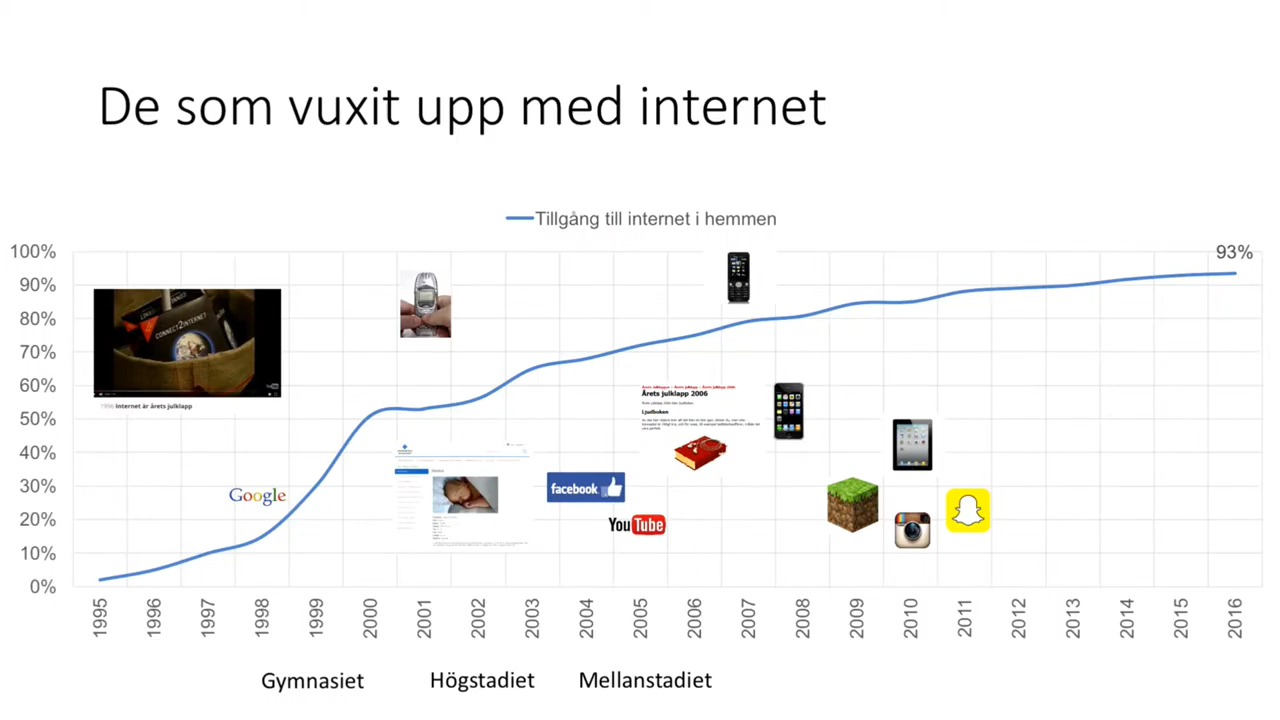 De som vuxit upp med internet
Tillgång till internet i hemmen
100%
90%
80%
70%
60%
50%
40%
30%
20%
10%
0%
93%
CONNECT2INTERNET
YouTube
1996 Internet är årets julklapp
Google
facebook
YouTube
Årets julklapp 2006
Ljudboken
1995
1996
1997
1998
1999
2000
2001
2002
2003
2004
2005
2006
2007
2008
2009
2010
2011
2012
2013
2014
2015
2016
Gymnasiet
Högstadiet
Mellanstadiet